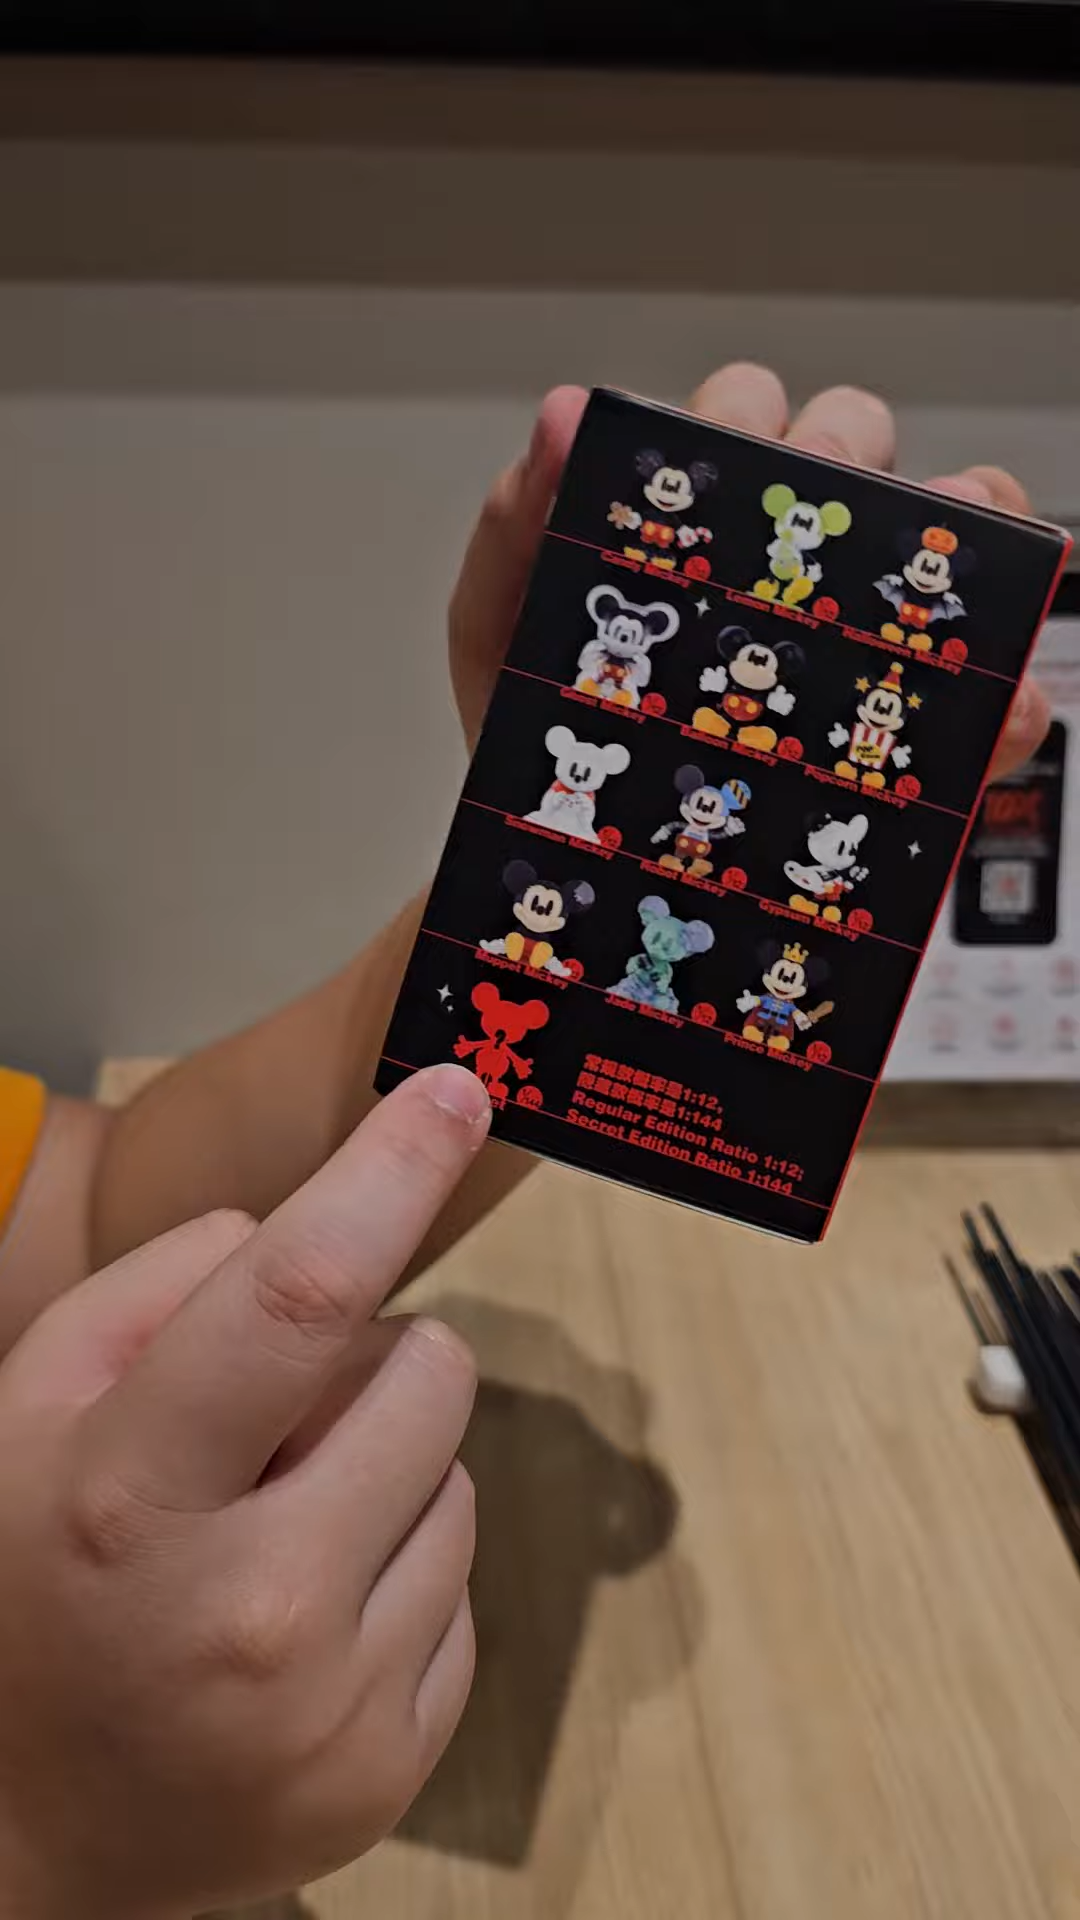 Candy Mickey
Lemon Mickey
Halloween Mickey
Ghost Mickey
Balloon Mickey
Popcorn Mickey
POP
Snowman Mickey
Robot Mickey
Gypsum Mickey
Muppet Mickey
Jade Mickey
Prince Mickey
常规款概率是1:12,
隐藏款概率是1:144
Regular Edition Ratio 1:12;
Secret Edition Ratio 1:144